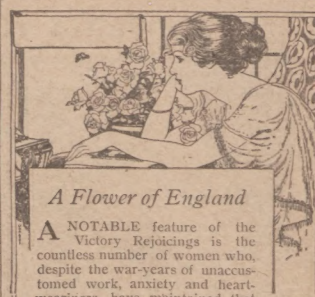 A Flower of England
A NOTABLE feature of the
Victory Rejoicings is the
countless number of women who,
despite the war-years of unaccus-
tomed work, anxiety and heart-